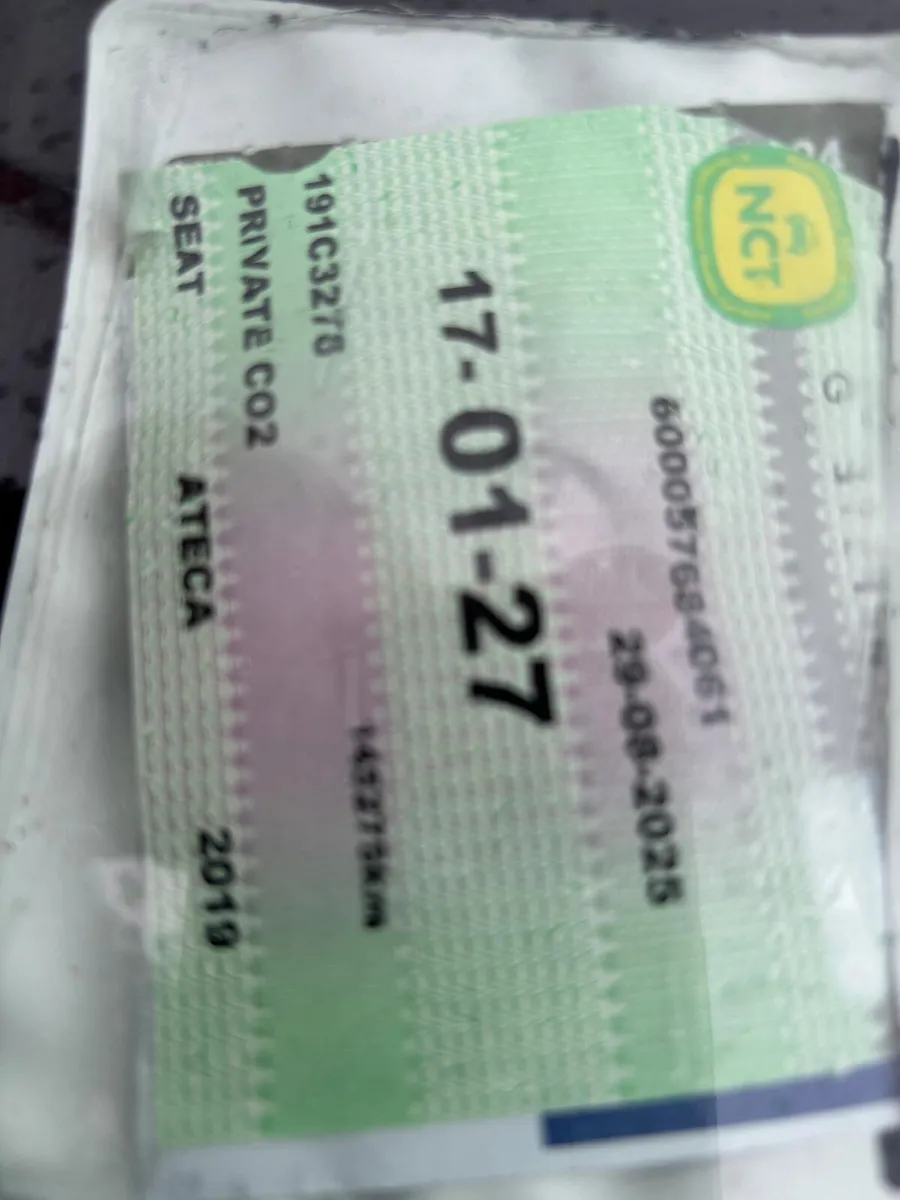 NCT
600057684061
29-08-2025
17-01-27
191C3278
PRIVATE CO2
SEAT ATECA 2019